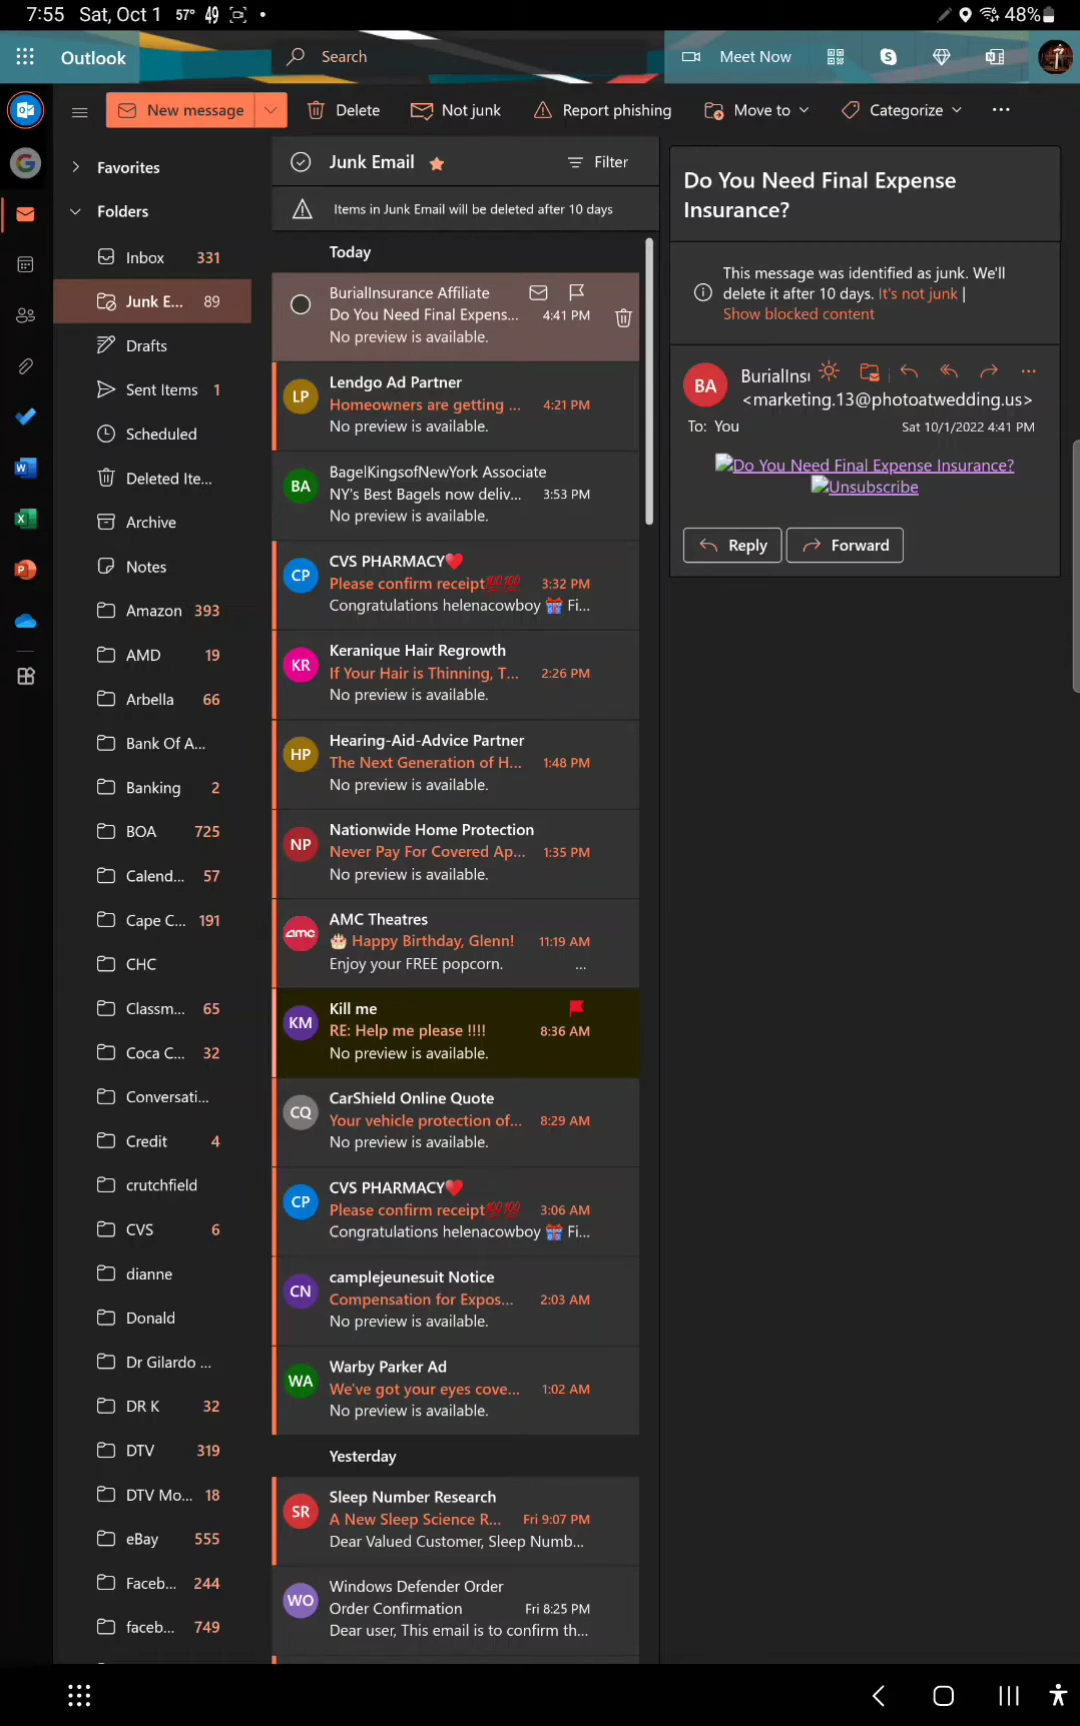 7:55 Sat, Oct 1 57° 49 • 48%
Outlook
Search
Meet Now
New message
Delete
Not junk
Report phishing
Move to
Categorize
Favorites
Folders
Inbox 331
Junk E... 89
Drafts
Sent Items 1
Scheduled
Deleted Ite...
Archive
Notes
Amazon 393
AMD 19
Arbella 66
Bank Of A...
Banking 2
BOA 725
Calend... 57
Cape C... 191
CHC
Classm... 65
Coca C... 32
Conversati...
Credit 4
crutchfield
CVS 6
dianne
Donald
Dr Gilardo ...
DR K 32
DTV 319
DTV Mo... 18
eBay 555
Faceb... 244
faceb... 749
Junk Email
Filter
Items in Junk Email will be deleted after 10 days
Today
BurialInsurance Affiliate
Do You Need Final Expens... 4:41 PM
No preview is available.
LP
Lendgo Ad Partner
Homeowners are getting ... 4:21 PM
No preview is available.
BA
BagelKingsofNewYork Associate
NY's Best Bagels now deliv... 3:53 PM
No preview is available.
CP
CVS PHARMACY❤️
Please confirm receipt💯💯 3:32 PM
Congratulations helenacowboy 🎁 Fi...
KR
Keranique Hair Regrowth
If Your Hair is Thinning, T... 2:26 PM
No preview is available.
HP
Hearing-Aid-Advice Partner
The Next Generation of H... 1:48 PM
No preview is available.
NP
Nationwide Home Protection
Never Pay For Covered Ap... 1:35 PM
No preview is available.
amc
AMC Theatres
🎂 Happy Birthday, Glenn! 11:19 AM
Enjoy your FREE popcorn. ...
KM
Kill me
RE: Help me please !!!! 8:36 AM
No preview is available.
CQ
CarShield Online Quote
Your vehicle protection of... 8:29 AM
No preview is available.
CP
CVS PHARMACY❤️
Please confirm receipt💯💯 3:06 AM
Congratulations helenacowboy 🎁 Fi...
CN
camplejeunesuit Notice
Compensation for Expos... 2:03 AM
No preview is available.
WA
Warby Parker Ad
We've got your eyes cove... 1:02 AM
No preview is available.
Yesterday
SR
Sleep Number Research
A New Sleep Science R... Fri 9:07 PM
Dear Valued Customer, Sleep Numb...
WO
Windows Defender Order
Order Confirmation Fri 8:25 PM
Dear user, This email is to confirm th...
Do You Need Final Expense
Insurance?
This message was identified as junk. We'll
delete it after 10 days. It's not junk |
Show blocked content
BA
BurialInsu
<marketing.13@photoatwedding.us>
To: You Sat 10/1/2022 4:41 PM
Do You Need Final Expense Insurance?
Unsubscribe
Reply
Forward